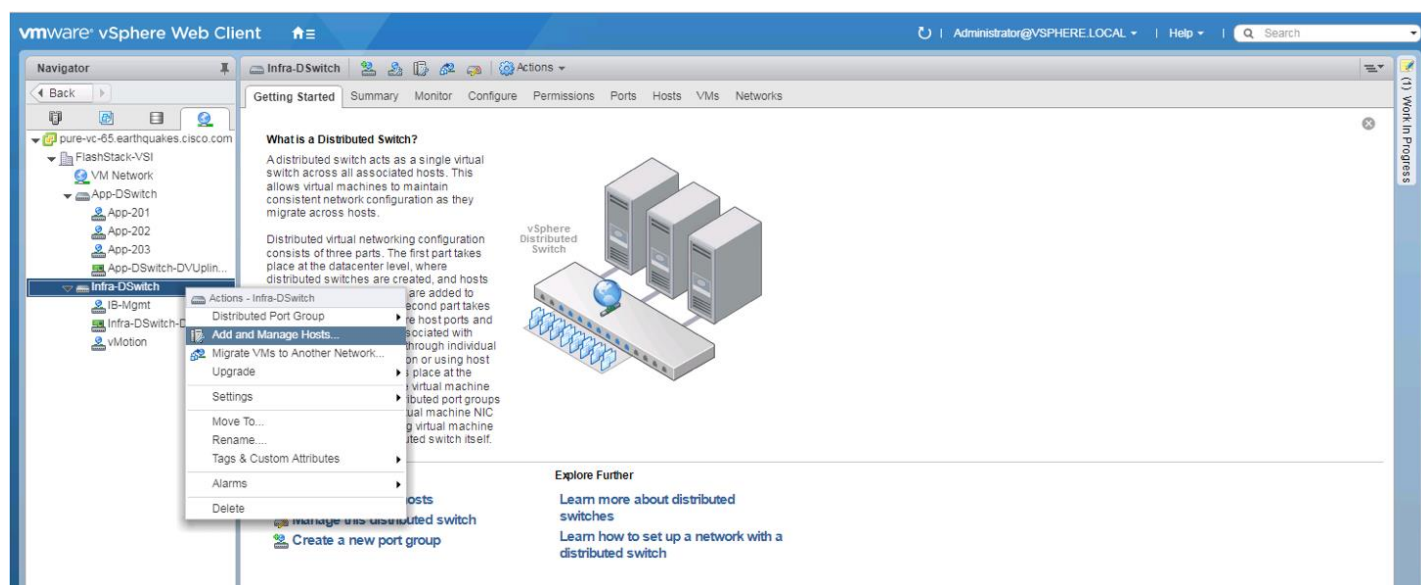 vmware® vSphere Web Client
Administrator@VSPHERE.LOCAL
Help
Search
Navigator
Back
pure-vc-65.earthquakes.cisco.com
FlashStack-VSI
VM Network
App-DSwitch
App-201
App-202
App-203
App-DSwitch-DVUplin...
Infra-DSwitch
IB-Mgmt
Infra-DSwitch-D
vMotion
Infra-DSwitch
Actions
Getting Started Summary Monitor Configure Permissions Ports Hosts VMs Networks
What is a Distributed Switch?
A distributed switch acts as a single virtual
switch across all associated hosts. This
allows virtual machines to maintain
consistent network configuration as they
migrate across hosts.
Distributed virtual networking configuration
consists of three parts. The first part takes
place at the datacenter level, where
distributed switches are created, and hosts
are added to
econd part takes
re host ports and
sociated with
through individual
on or using host
place at the
virtual machine
ibuted port groups
ual machine NIC
g virtual machine
uted switch itself.
vSphere
Distributed
Switch
Actions - Infra-DSwitch
Distributed Port Group
Add and Manage Hosts...
Migrate VMs to Another Network...
Upgrade
Settings
Move To...
Rename....
Tags & Custom Attributes
Alarms
Delete
osts
Manage this distributed switch
Create a new port group
Explore Further
Learn more about distributed
switches
Learn how to set up a network with a
distributed switch
(1) Work In Progress